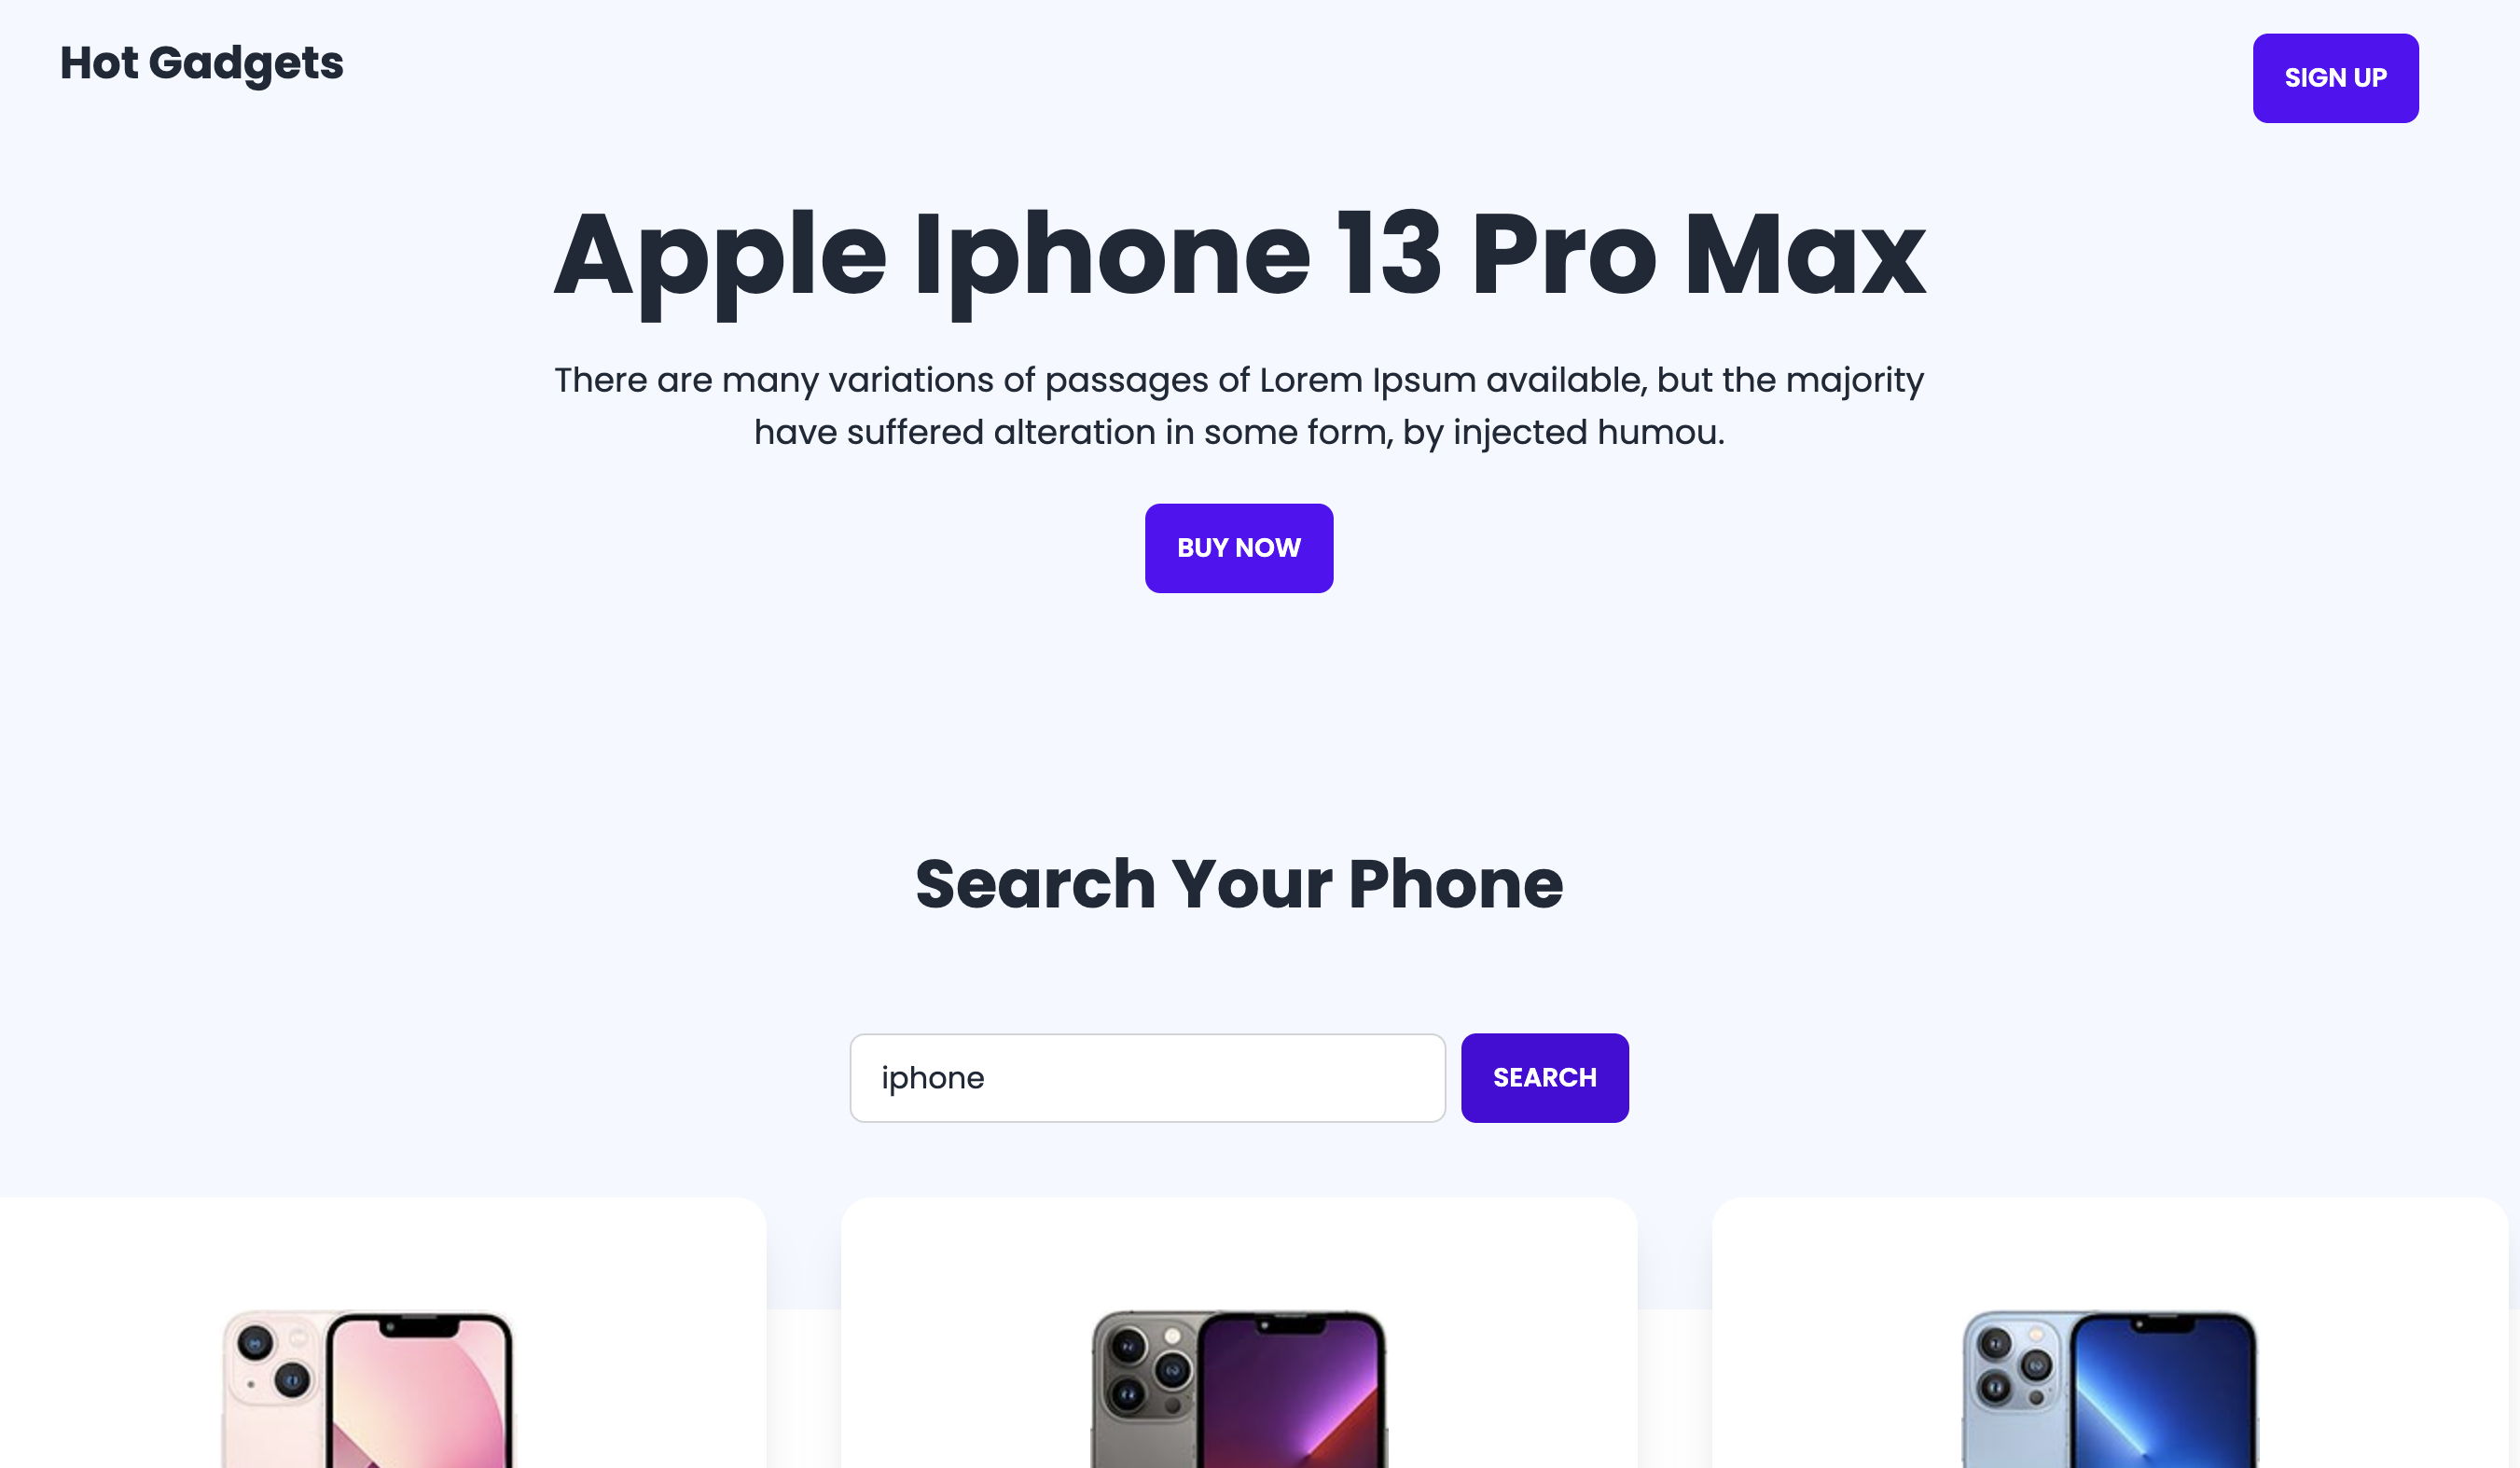 Hot Gadgets
SIGN UP
Apple Iphone 13 Pro Max
There are many variations of passages of Lorem Ipsum available, but the majority
have suffered alteration in some form, by injected humou.
BUY NOW
Search Your Phone
iphone
SEARCH